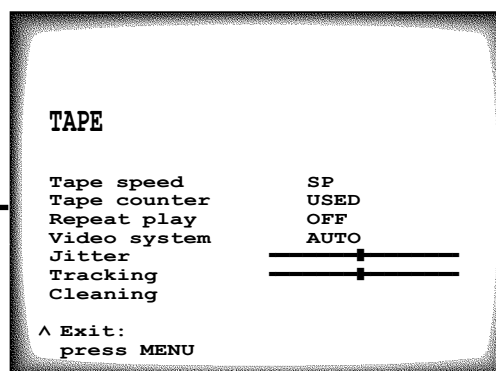 TAPE
Tape speed SP
Tape counter USED
Repeat play OFF
Video system AUTO
Jitter
Tracking
Cleaning
^ Exit:
press MENU